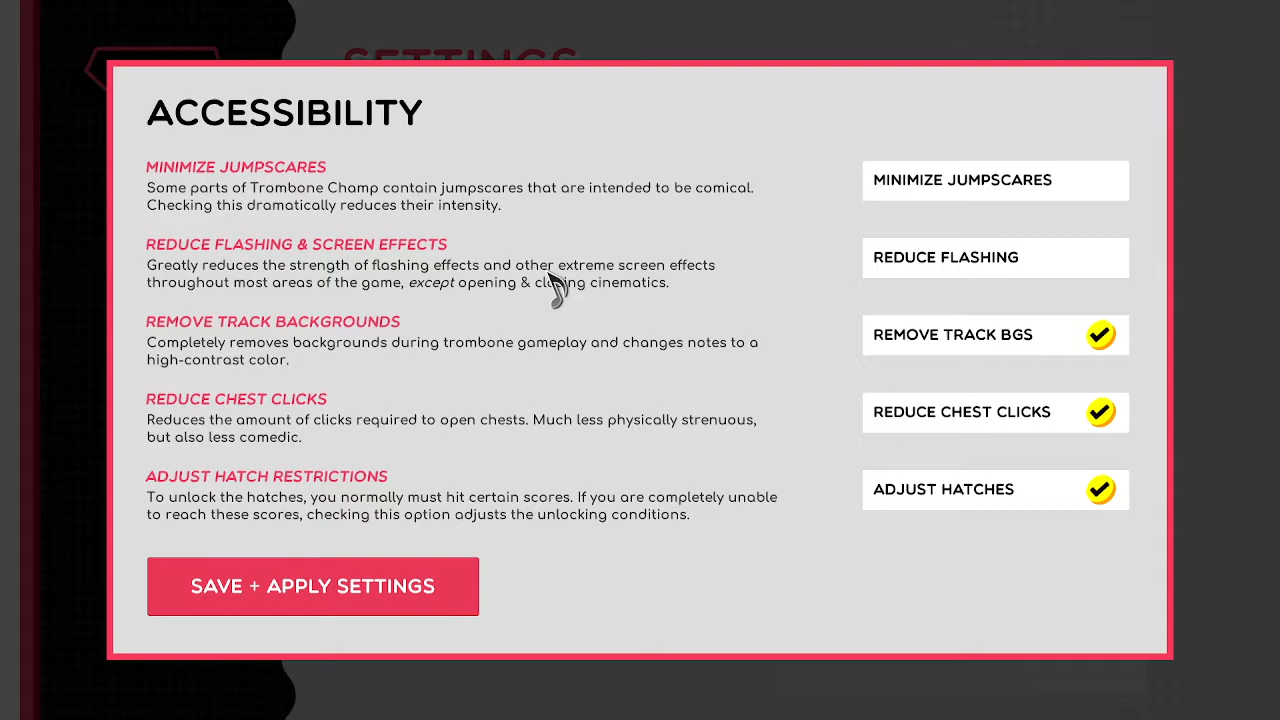 SETTINGS
ACCESSIBILITY
MINIMIZE JUMPSCARES
Some parts of Trombone Champ contain jumpscares that are intended to be comical.
Checking this dramatically reduces their intensity.
MINIMIZE JUMPSCARES
REDUCE FLASHING & SCREEN EFFECTS
Greatly reduces the strength of flashing effects and other extreme screen effects
throughout most areas of the game, except opening & closing cinematics.
REDUCE FLASHING
REMOVE TRACK BACKGROUNDS
Completely removes backgrounds during trombone gameplay and changes notes to a
high-contrast color.
REMOVE TRACK BGS
REDUCE CHEST CLICKS
Reduces the amount of clicks required to open chests. Much less physically strenuous,
but also less comedic.
REDUCE CHEST CLICKS
ADJUST HATCH RESTRICTIONS
To unlock the hatches, you normally must hit certain scores. If you are completely unable
to reach these scores, checking this option adjusts the unlocking conditions.
ADJUST HATCHES
SAVE + APPLY SETTINGS